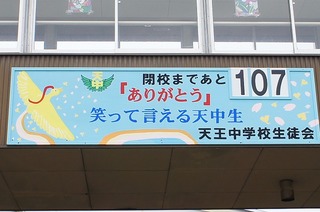 閉校まであと 107
『ありがとう』
笑って言える天中生
天王中学校生徒会